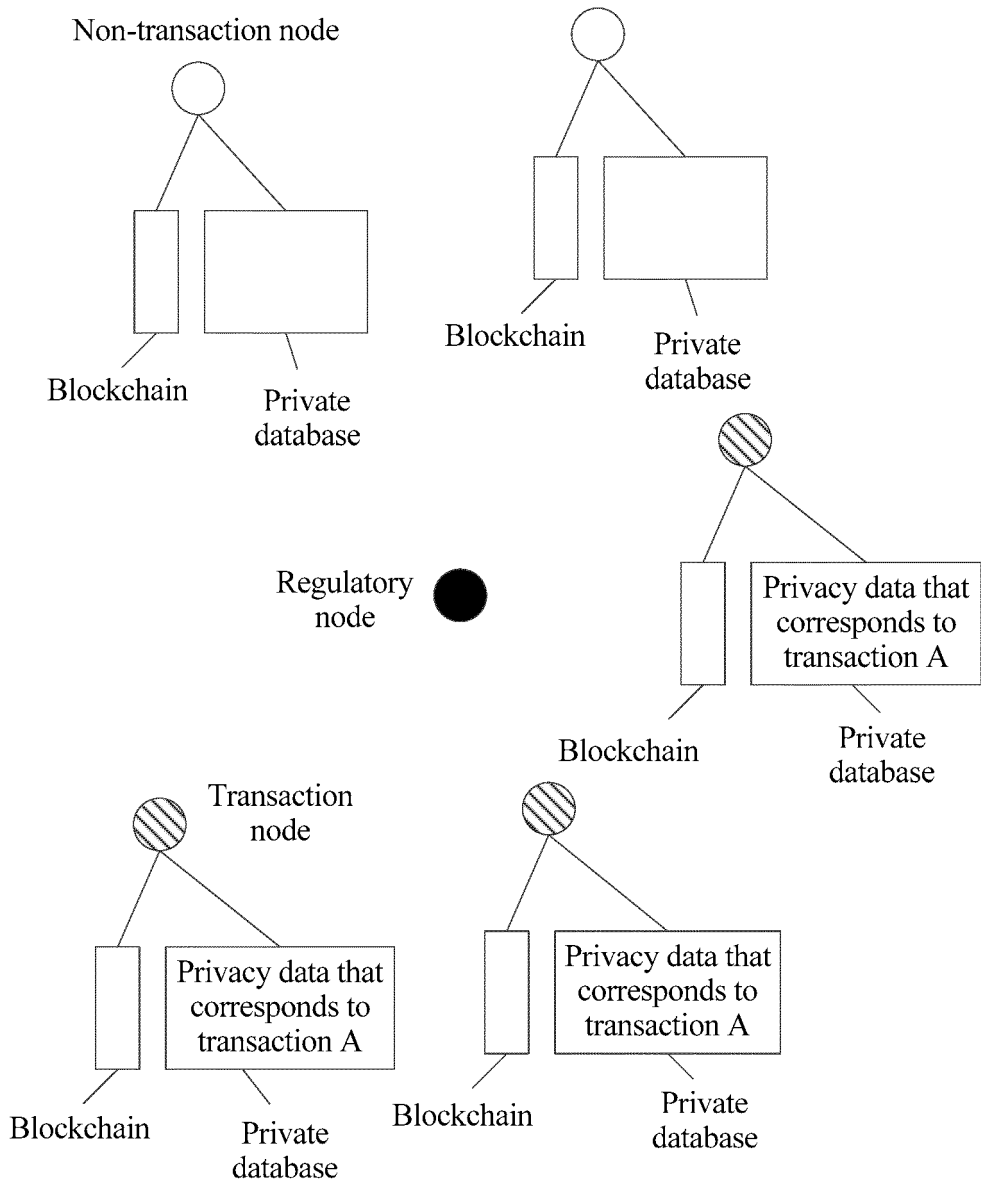 Non-transaction node
Blockchain
Private
database
Blockchain
Private
database
Regulatory
node
Privacy data that
corresponds to
transaction A
Blockchain
Private
database
Transaction
node
Privacy data that
corresponds to
transaction A
Blockchain
Private
database
Privacy data that
corresponds to
transaction A
Blockchain
Private
database